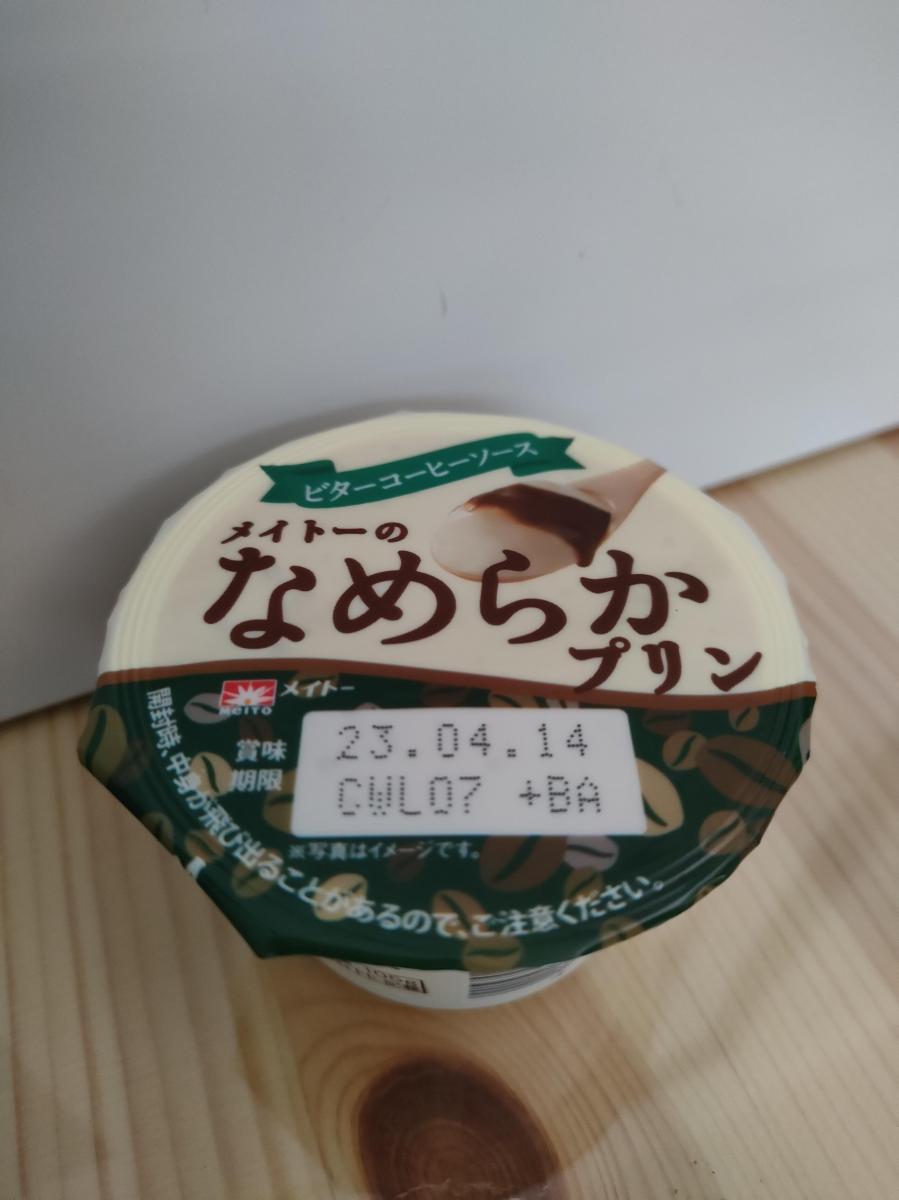 ビターコーヒーソース
メイトーの
なめらか
プリン
MEITO
メイトー
賞味
期限
23.04.14
CWL07 +BA
※写真はイメージです。
開封時、中身が飛び出ることがあるので、ご注意ください。